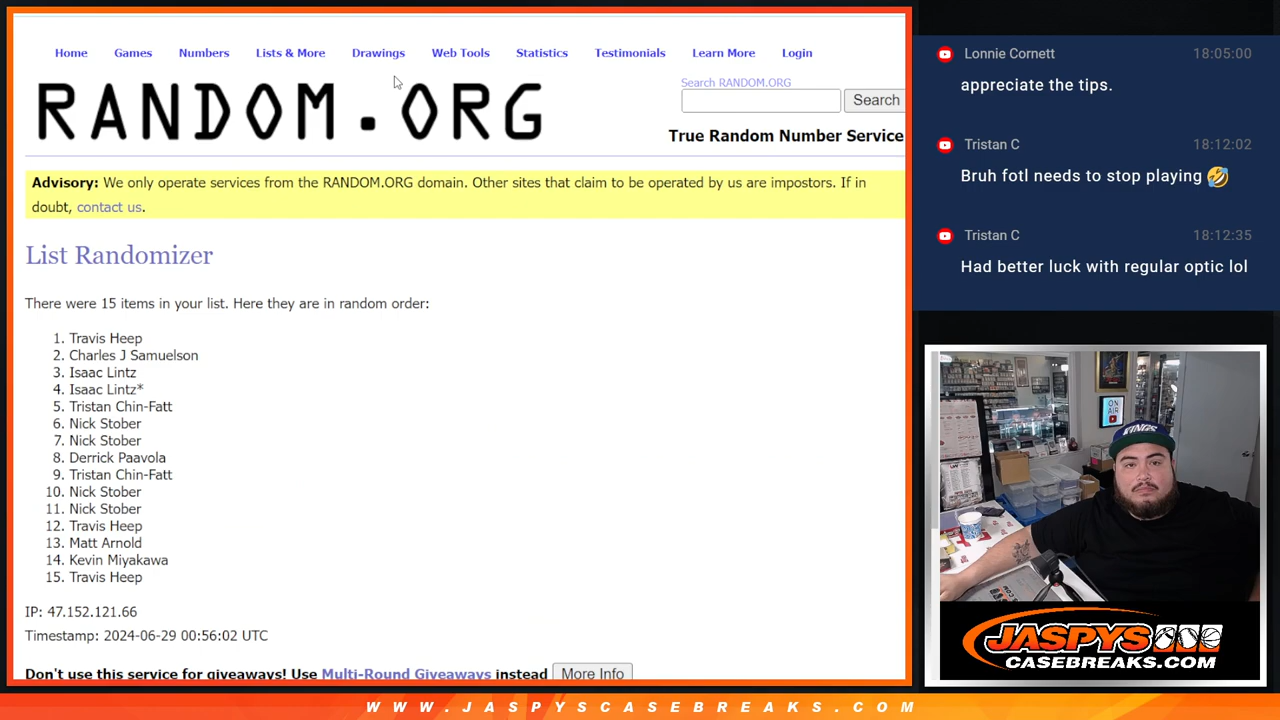 Home Games Numbers Lists & More Drawings Web Tools Statistics Testimonials Learn More Login
RANDOM.ORG
Search RANDOM.ORG
Search
True Random Number Service
Advisory: We only operate services from the RANDOM.ORG domain. Other sites that claim to be operated by us are impostors. If in
doubt, contact us.
List Randomizer
There were 15 items in your list. Here they are in random order:
1. Travis Heep
2. Charles J Samuelson
3. Isaac Lintz
4. Isaac Lintz*
5. Tristan Chin-Fatt
6. Nick Stober
7. Nick Stober
8. Derrick Paavola
9. Tristan Chin-Fatt
10. Nick Stober
11. Nick Stober
12. Travis Heep
13. Matt Arnold
14. Kevin Miyakawa
15. Travis Heep
IP: 47.152.121.66
Timestamp: 2024-06-29 00:56:02 UTC
Don't use this service for giveaways! Use Multi-Round Giveaways instead More Info
Lonnie Cornett 18:05:00
appreciate the tips.
Tristan C 18:12:02
Bruh fotl needs to stop playing 🤣
Tristan C 18:12:35
Had better luck with regular optic lol
ON
AIR
KINGS
JASPYS
CASEBREAKS.COM
WWW.JASPYSCASEBREAKS.COM